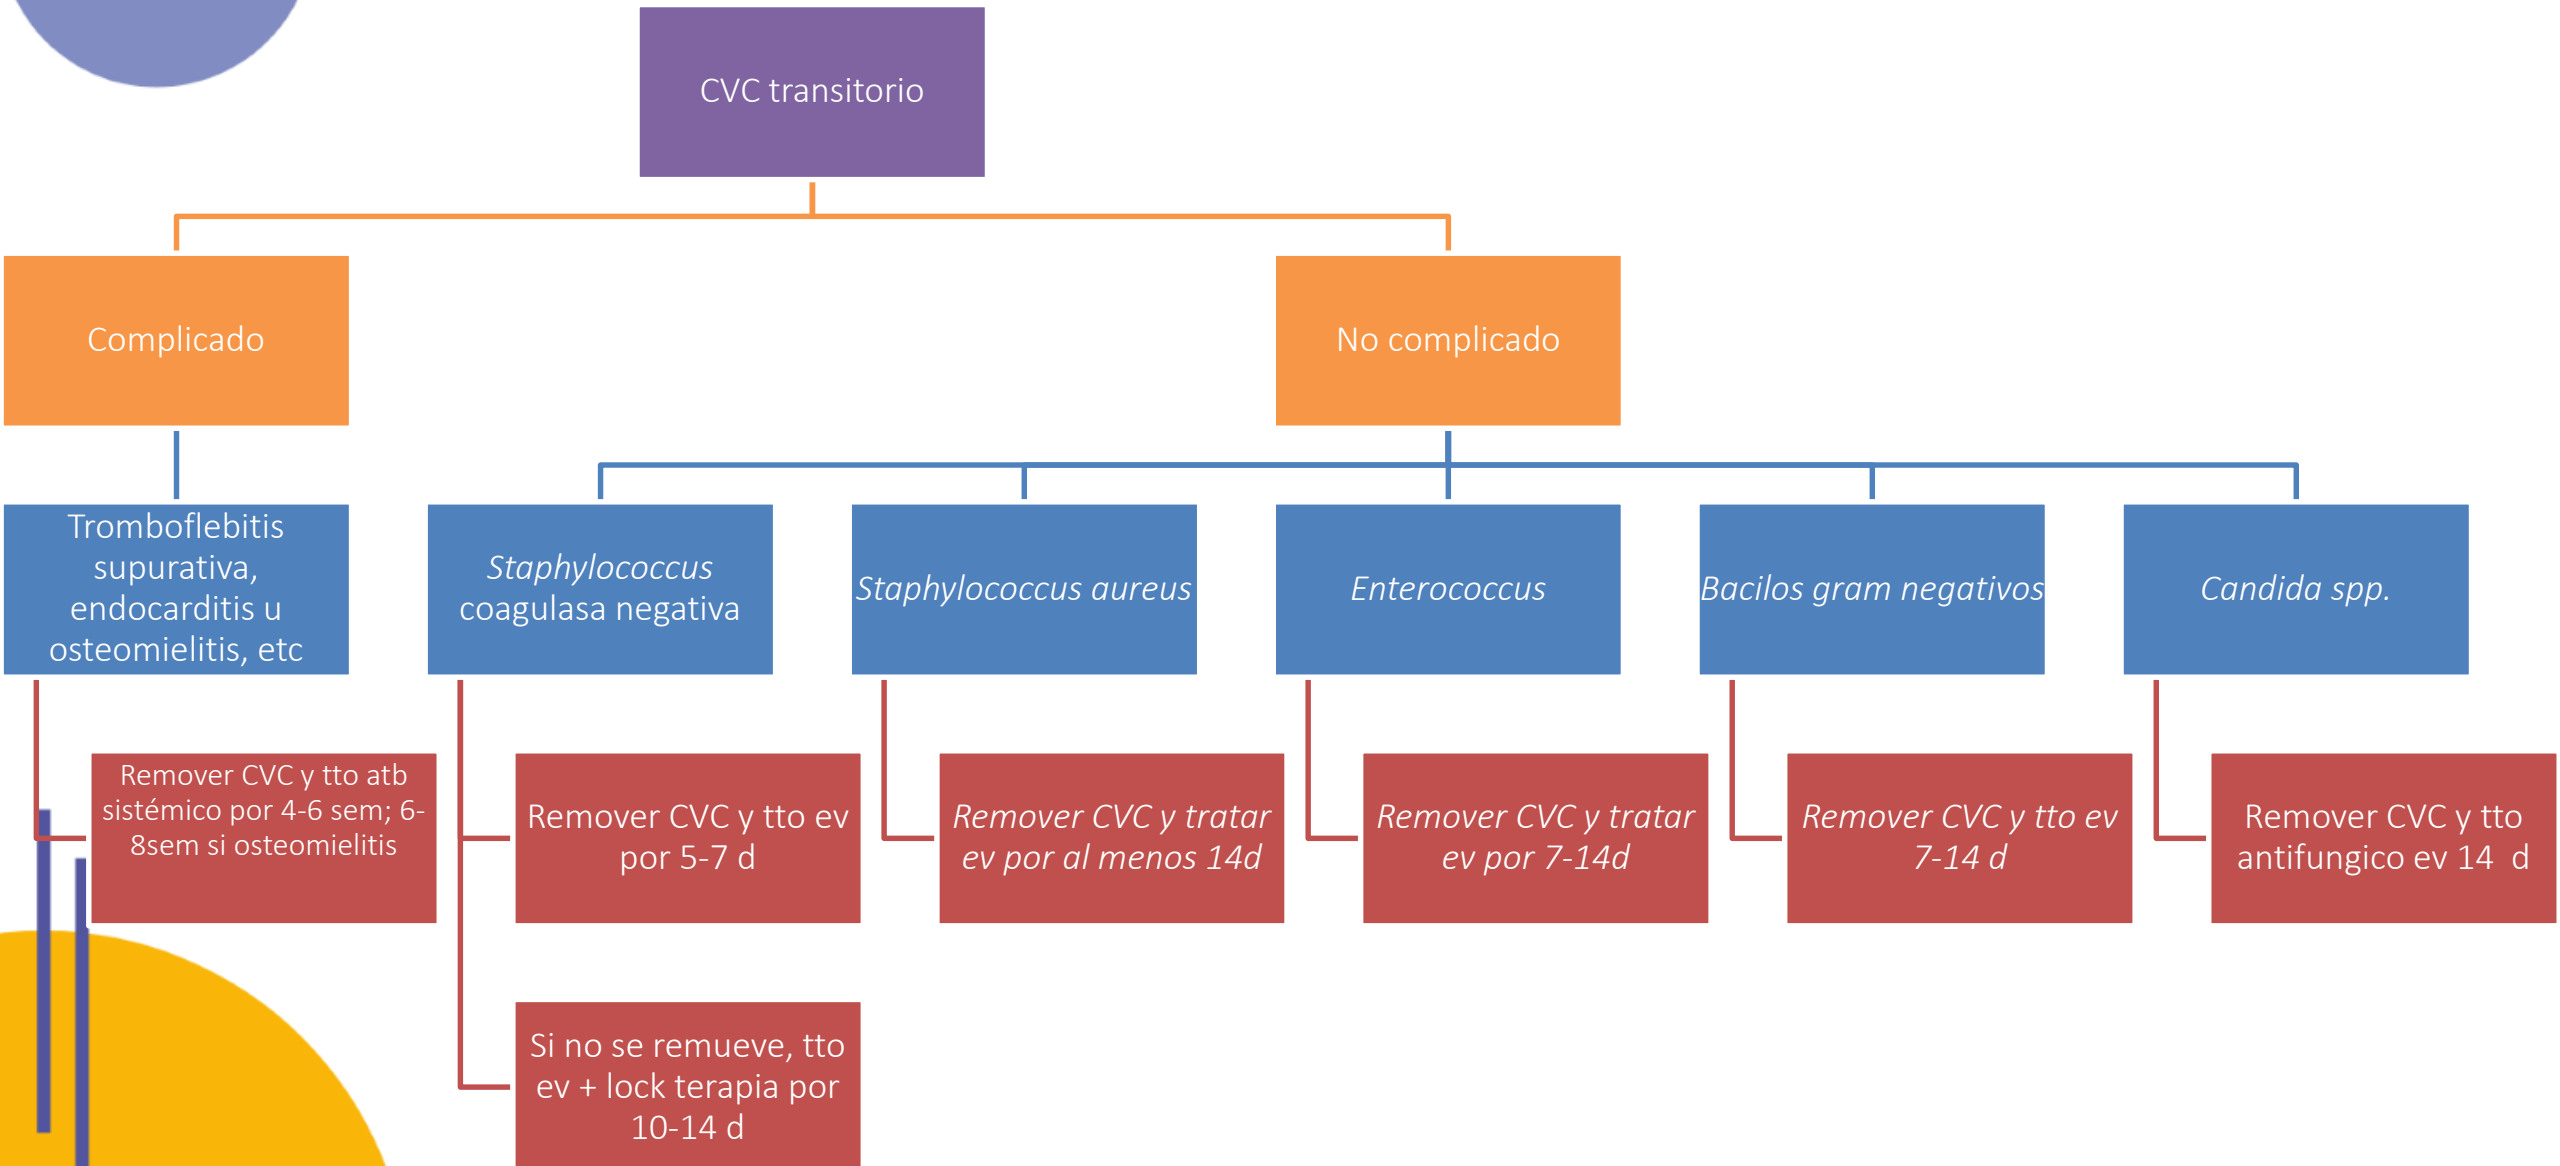 CVC transitorio
Complicado
No complicado
Tromboflebitis
supurativa,
endocarditis u
osteomielitis, etc
Staphylococcus
coagulasa negativa
Staphylococcus aureus
Enterococcus
Bacilos gram negativos
Candida spp.
Remover CVC y tto atb
sistémico por 4-6 sem; 6-
8sem si osteomielitis
Remover CVC y tto ev
por 5-7 d
Remover CVC y tratar
ev por al menos 14d
Remover CVC y tratar
ev por 7-14d
Remover CVC y tto ev
7-14 d
Remover CVC y tto
antifungico ev 14  d
Si no se remueve, tto
ev + lock terapia por
10-14 d